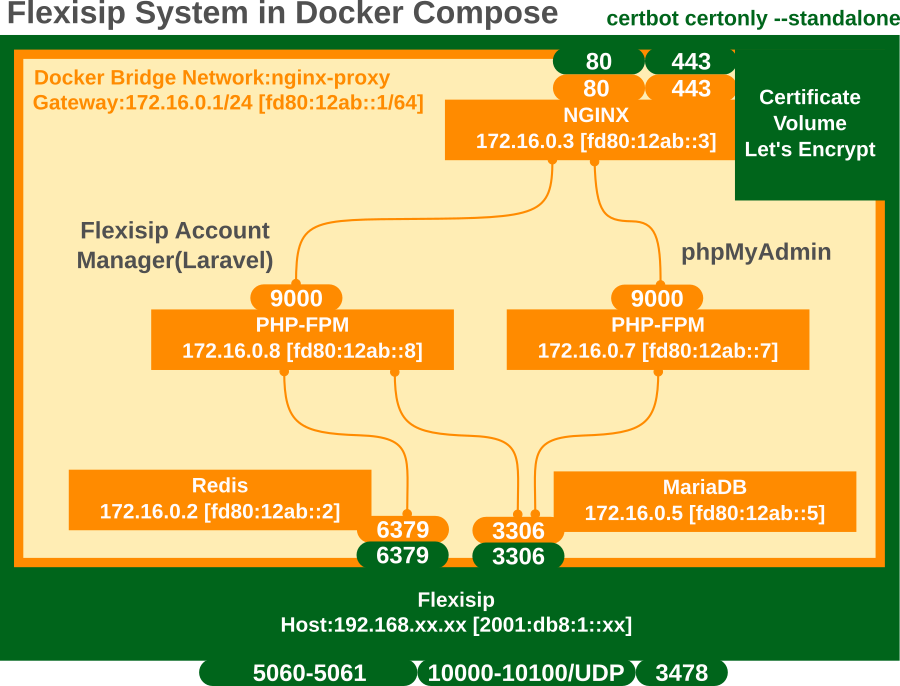 Flexisip System in Docker Compose
certbot certonly --standalone
80
443
Docker Bridge Network:nginx-proxy
Gateway:172.16.0.1/24 [fd80:12ab::1/64]
80
443
NGINX
172.16.0.3 [fd80:12ab::3]
Certificate
Volume
Let's Encrypt
Flexisip Account
Manager(Laravel)
phpMyAdmin
9000
PHP-FPM
172.16.0.8 [fd80:12ab::8]
9000
PHP-FPM
172.16.0.7 [fd80:12ab::7]
Redis
172.16.0.2 [fd80:12ab::2]
MariaDB
172.16.0.5 [fd80:12ab::5]
6379
3306
6379
3306
Flexisip
Host:192.168.xx.xx [2001:db8:1::xx]
5060-5061
10000-10100/UDP
3478